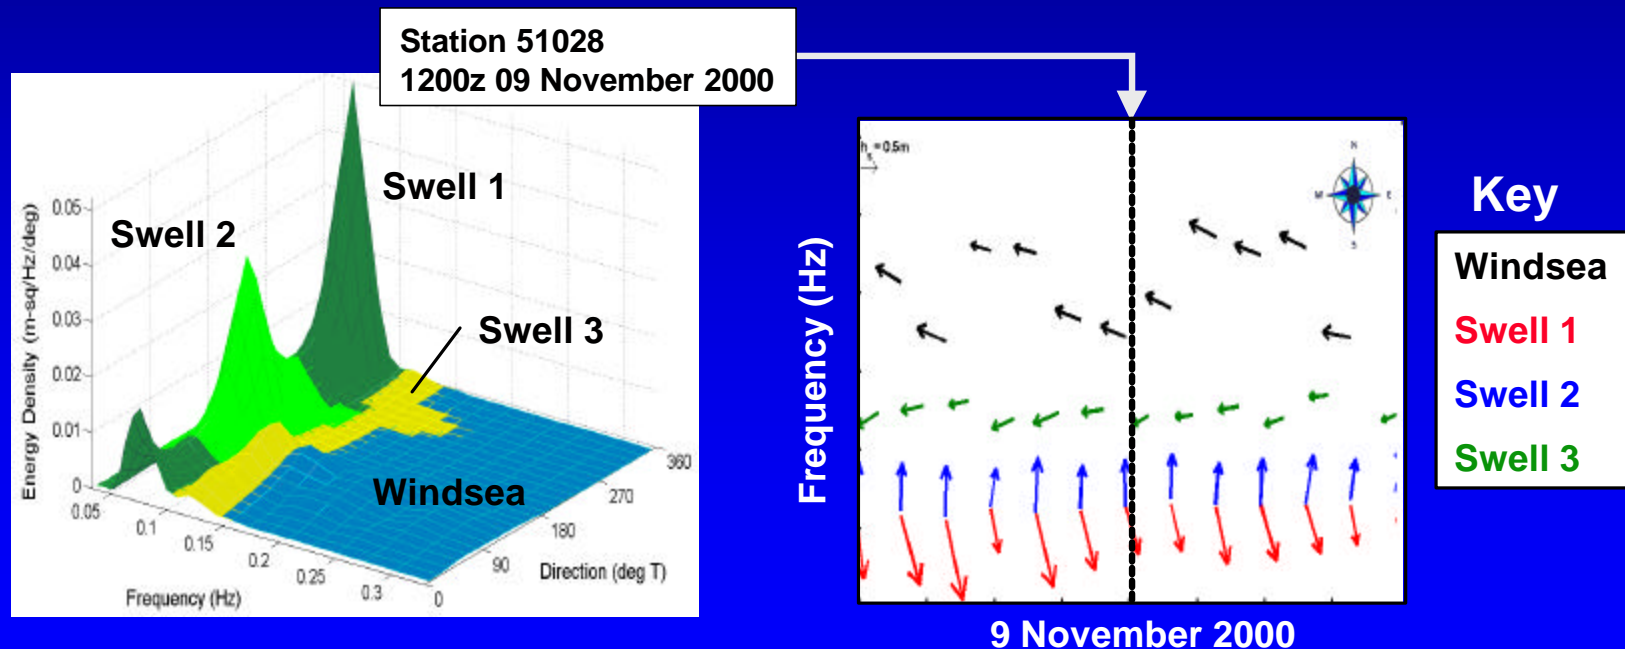 Station 51028
1200z 09 November 2000
Energy Density (m-sq/Hz/deg)
0.05
0.04
0.03
0.02
0.01
0
Swell 1
Swell 2
Swell 3
Windsea
0.05
0.1
0.15
0.2
0.25
0.3
Frequency (Hz)
0
90
180
270
360
Direction (deg T)
Frequency (Hz)
h_s = 0.5m
N
E
S
9 November 2000
Key
Windsea
Swell 1
Swell 2
Swell 3